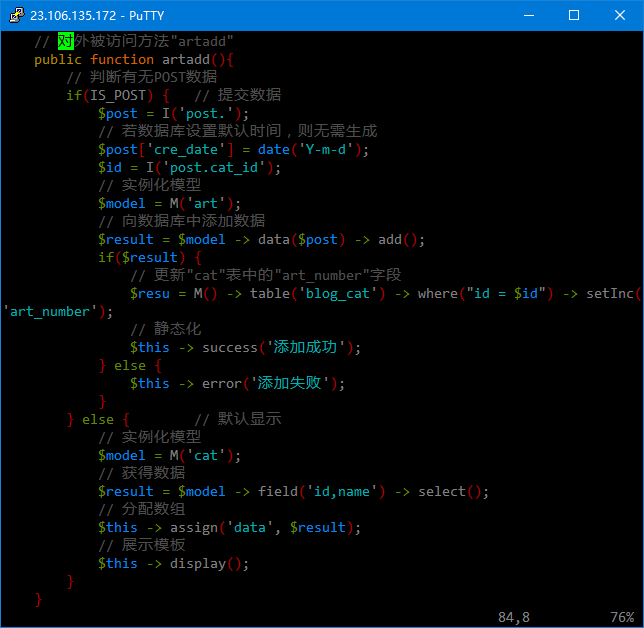 23.106.135.172 - PuTTY
// 对外被访问方法"artadd"
public function artadd(){
// 判断有无POST数据
if(IS_POST) {   // 提交数据
$post = I('post.');
// 若数据库设置默认时间，则无需生成
$post['cre_date'] = date('Y-m-d');
$id = I('post.cat_id');
// 实例化模型
$model = M('art');
// 向数据库中添加数据
$result = $model -> data($post) -> add();
if($result) {
// 更新"cat"表中的"art_number"字段
$resu = M() -> table('blog_cat') -> where("id = $id") -> setInc(
'art_number');
// 静态化
$this -> success('添加成功');
} else {
$this -> error('添加失败');
}
} else {        // 默认显示
// 实例化模型
$model = M('cat');
// 获得数据
$result = $model -> field('id,name') -> select();
// 分配数组
$this -> assign('data', $result);
// 展示模板
$this -> display();
}
}
84,8          76%